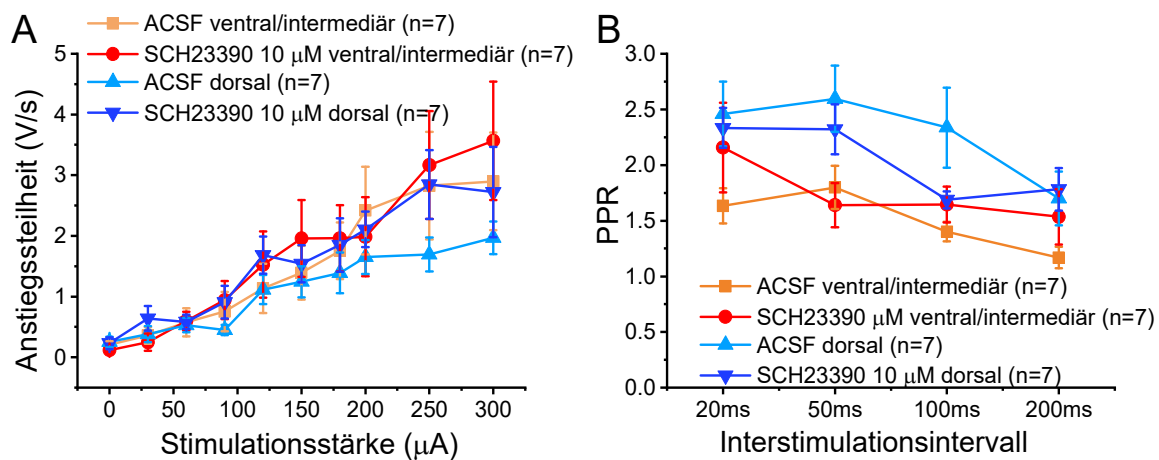 A
ACSF ventral/intermediär (n=7)
SCH23390 10 μM ventral/intermediär (n=7)
ACSF dorsal (n=7)
SCH23390 10 μM dorsal (n=7)
5
4
3
2
1
0
Anstiegssteilheit (V/s)
0 50 100 150 200 250 300
Stimulationsstärke (μA)
B
3.0
2.5
2.0
1.5
1.0
0.5
0.0
PPR
ACSF ventral/intermediär (n=7)
SCH23390 μM ventral/intermediär (n=7)
ACSF dorsal (n=7)
SCH23390 10 μM dorsal (n=7)
20ms 50ms 100ms 200ms
Interstimulationsintervall